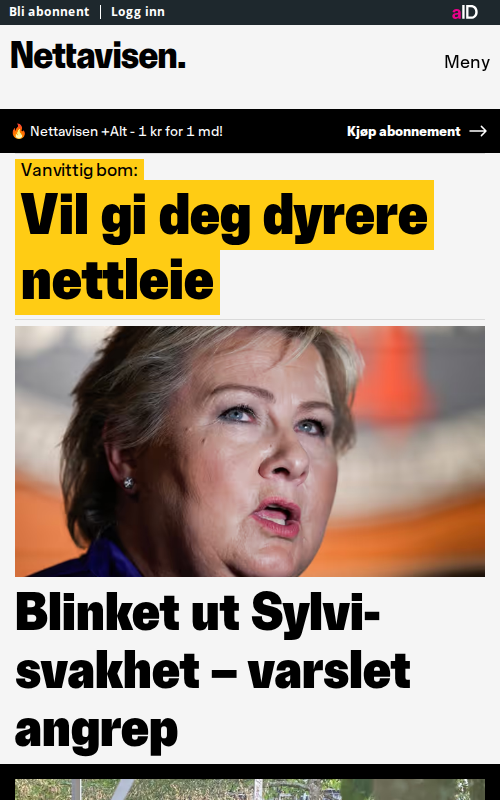 Bli abonnent | Logg inn
aID
Nettavisen.
Meny
🔥 Nettavisen +Alt - 1 kr for 1 md!
Kjøp abonnement →
Vanvittig bom:
Vil gi deg dyrere
nettleie
Blinket ut Sylvi-
svakhet – varslet
angrep